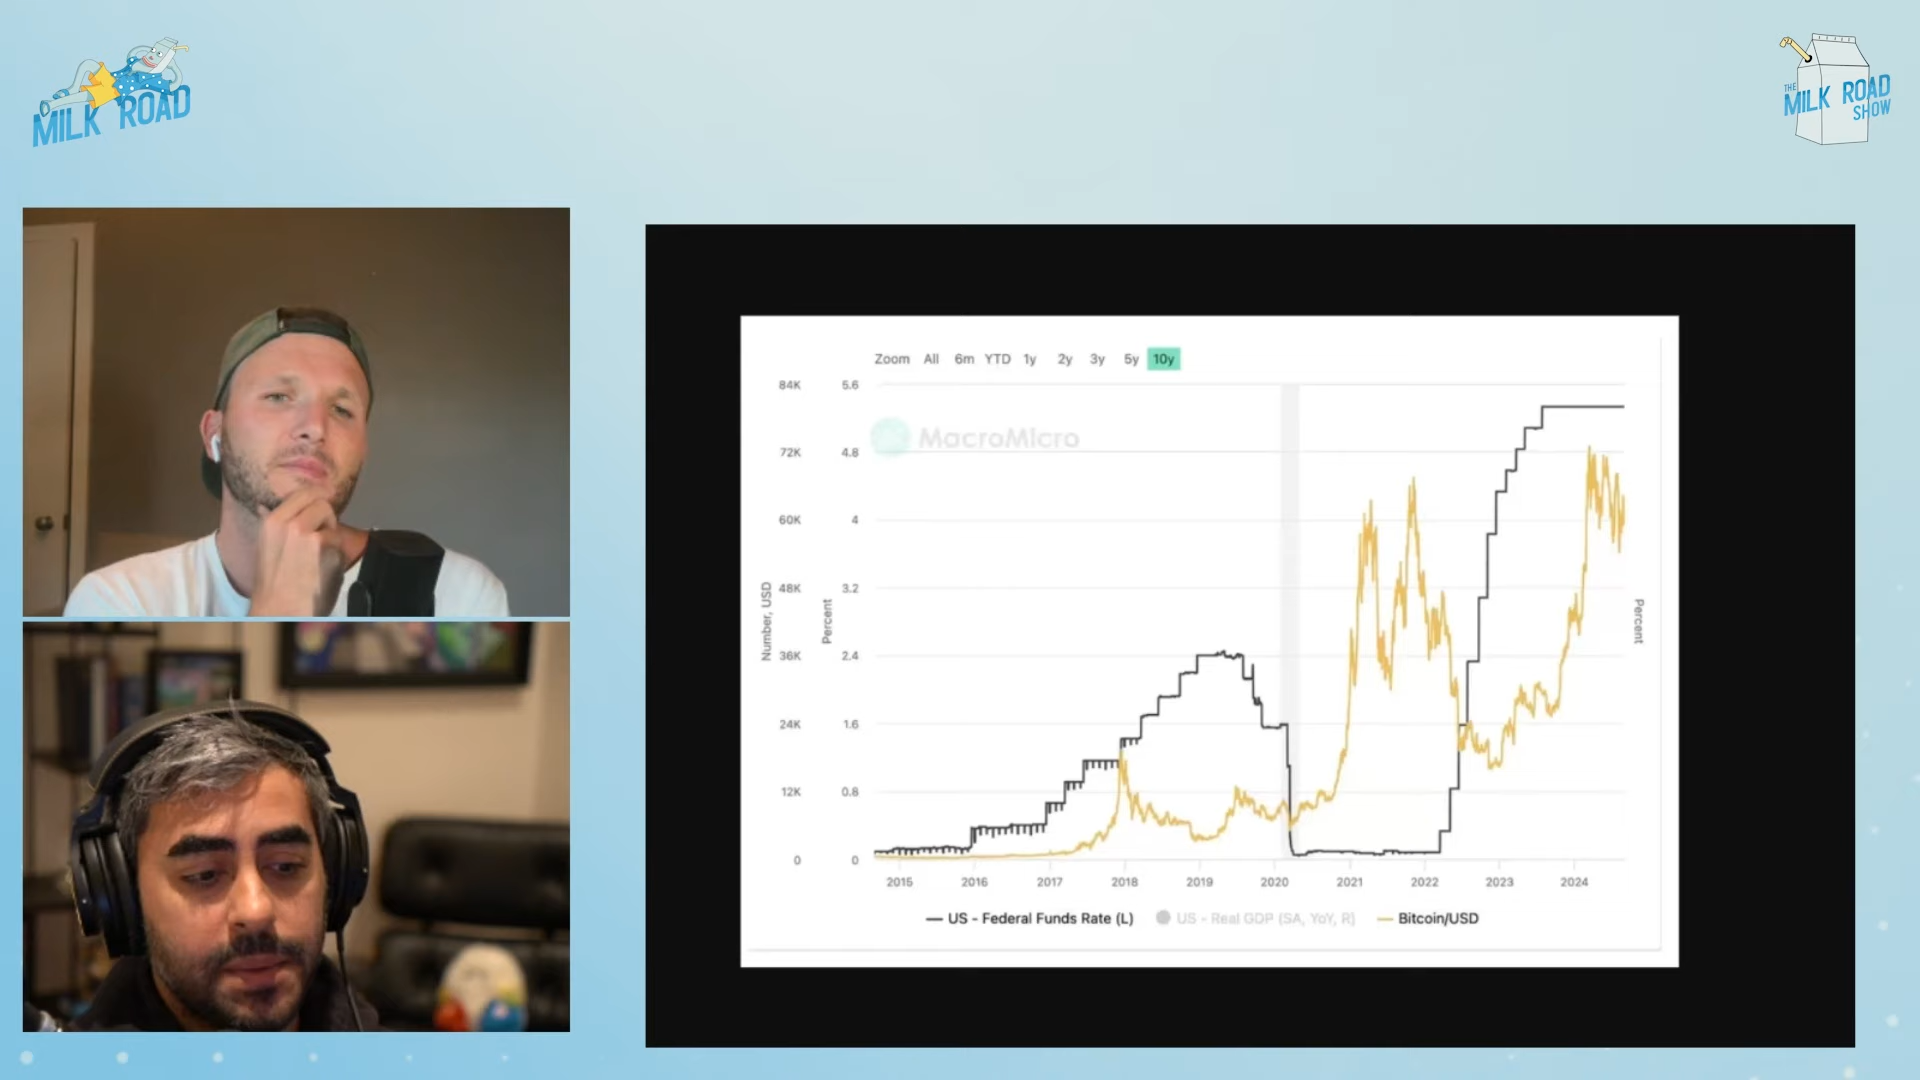 MILK ROAD
THE
MILK ROAD
SHOW
Zoom All 6m YTD 1y 2y 3y 5y 10y
MacroMicro
84K 5.6
72K 4.8
60K 4
48K 3.2
36K 2.4
24K 1.6
12K 0.8
0 0
Number, USD
Percent
Percent
2015 2016 2017 2018 2019 2020 2021 2022 2023 2024
US - Federal Funds Rate (L) US - Real GDP (SA, YoY, R) Bitcoin/USD